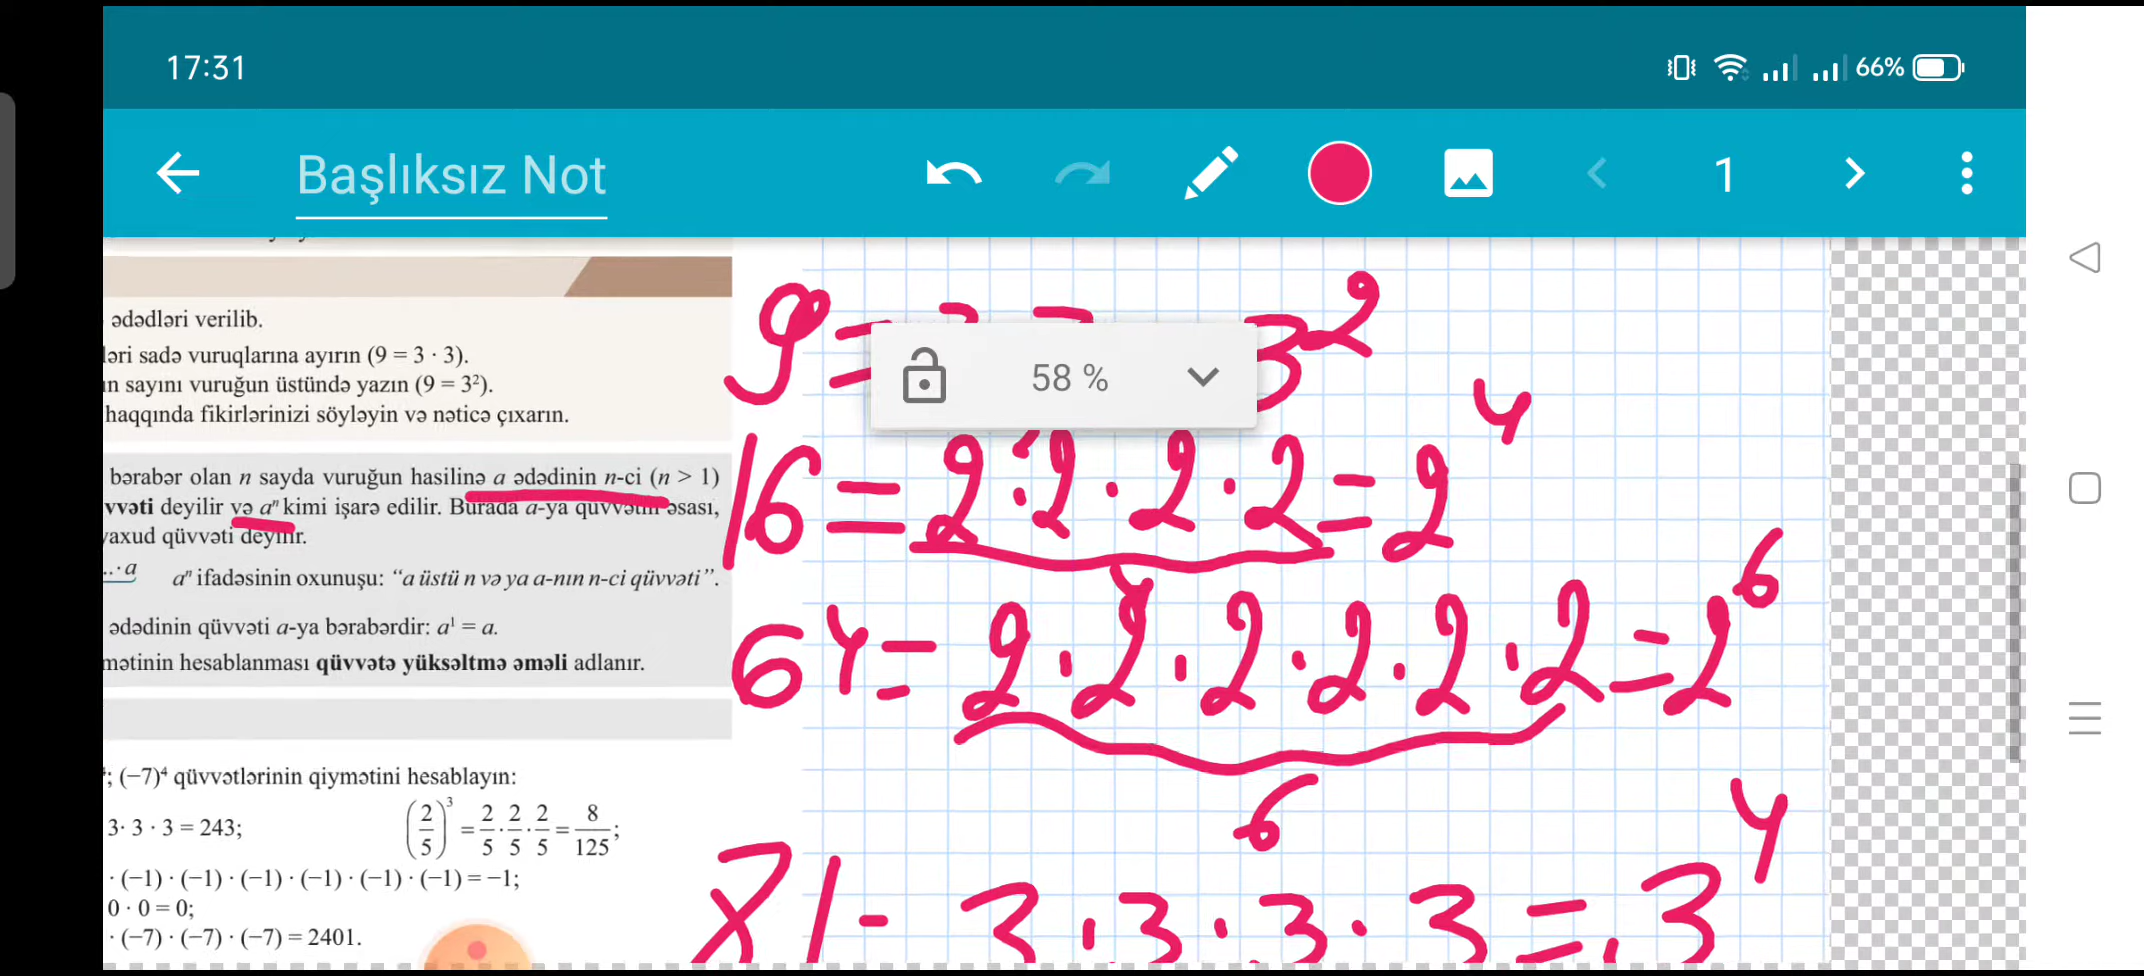 17:31
66%
Başlıksız Not
1
58 %
ədədləri verilib.
ləri sadə vuruqlarına ayırın (9 = 3 · 3).
ın sayını vuruğun üstündə yazın (9 = 3²).
haqqında fikirlərinizi söyləyin və nəticə çıxarın.
bərabər olan n sayda vuruğun hasilinə a ədədinin n-ci (n > 1)
vvəti deyilir və aⁿ kimi işarə edilir. Burada a-ya qüvvətin əsası,
yaxud qüvvəti deyilir.
...· a aⁿ ifadəsinin oxunuşu: “a üstü n və ya a-nın n-ci qüvvəti”.
ədədinin qüvvəti a-ya bərabərdir: a¹ = a.
mətinin hesablanması qüvvətə yüksəltmə əməli adlanır.
; (−7)⁴ qüvvətlərinin qiymətini hesablayın:
3· 3 · 3 = 243; (2/5)³ = 2/5 · 2/5 · 2/5 = 8/125;
· (−1) · (−1) · (−1) · (−1) · (−1) · (−1) = −1;
0 · 0 = 0;
· (−7) · (−7) · (−7) = 2401.
9 = 3²
16 = 2 · 2 · 2 · 2 = 2⁴
4
64 = 2 · 2 · 2 · 2 · 2 · 2 = 2⁶
6
81 = 3 · 3 · 3 · 3 = 3⁴